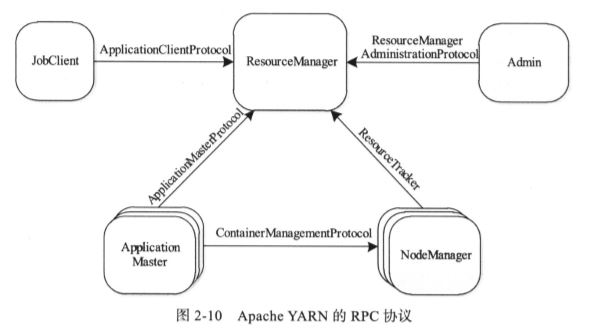 JobClient
ApplicationClientProtocol
ResourceManager
ResourceManager
AdministrationProtocol
Admin
ApplicationMasterProtocol
ResourceTracker
Application
Master
ContainerManagementProtocol
NodeManager
图 2-10 Apache YARN 的 RPC 协议